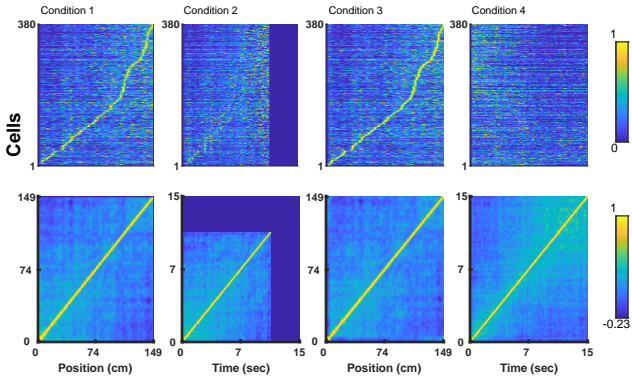 Condition 1 Condition 2 Condition 3 Condition 4
380 380 380 1
Cells
0
1 1 1 1
149 15 149 15 1
74 7 74 7
0 0 0 0 -0.23
0 74 149 0 7 15 0 74 149 0 7 15
Position (cm) Time (sec) Position (cm) Time (sec)